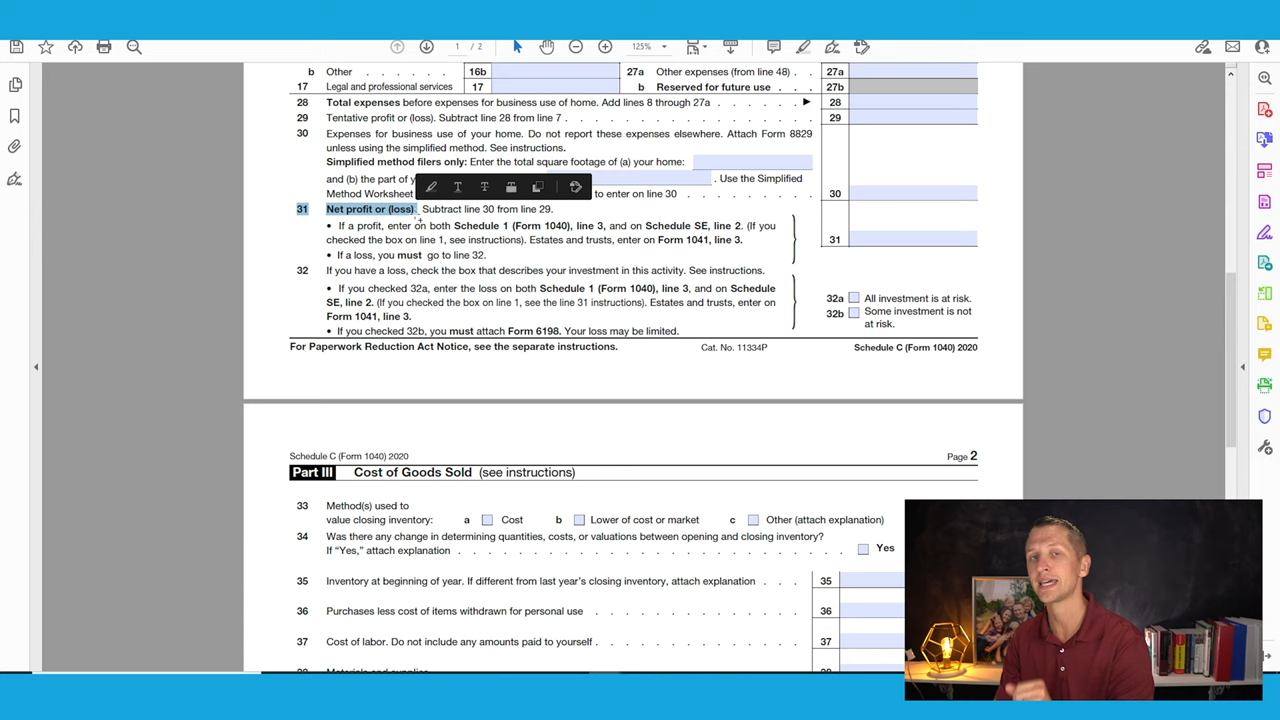 1 / 2
125%
b Other . . . . . . 16b 27a Other expenses (from line 48) . . 27a
17 Legal and professional services 17 b Reserved for future use . . . 27b
28 Total expenses before expenses for business use of home. Add lines 8 through 27a . . . . . . ▶ 28
29 Tentative profit or (loss). Subtract line 28 from line 7 . . . . . . . . . . . . . . . . . 29
30 Expenses for business use of your home. Do not report these expenses elsewhere. Attach Form 8829
unless using the simplified method. See instructions.
Simplified method filers only: Enter the total square footage of (a) your home:
and (b) the part of y . Use the Simplified
Method Worksheet to enter on line 30 . . . . . . . . . 30
31 Net profit or (loss). Subtract line 30 from line 29.
• If a profit, enter on both Schedule 1 (Form 1040), line 3, and on Schedule SE, line 2. (If you
checked the box on line 1, see instructions). Estates and trusts, enter on Form 1041, line 3. 31
• If a loss, you must go to line 32.
32 If you have a loss, check the box that describes your investment in this activity. See instructions.
• If you checked 32a, enter the loss on both Schedule 1 (Form 1040), line 3, and on Schedule
SE, line 2. (If you checked the box on line 1, see the line 31 instructions). Estates and trusts, enter on
Form 1041, line 3.
• If you checked 32b, you must attach Form 6198. Your loss may be limited.
32a All investment is at risk.
32b Some investment is not
at risk.
For Paperwork Reduction Act Notice, see the separate instructions. Cat. No. 11334P Schedule C (Form 1040) 2020
Schedule C (Form 1040) 2020 Page 2
Part III Cost of Goods Sold (see instructions)
33 Method(s) used to
value closing inventory: a Cost b Lower of cost or market c Other (attach explanation)
34 Was there any change in determining quantities, costs, or valuations between opening and closing inventory?
If “Yes,” attach explanation . . . . . . . . . . . . . . . . . . . . . . . Yes
35 Inventory at beginning of year. If different from last year’s closing inventory, attach explanation . . . 35
36 Purchases less cost of items withdrawn for personal use . . . . . . . . . . . . 36
37 Cost of labor. Do not include any amounts paid to yourself . . . . . . . . . . . . 37